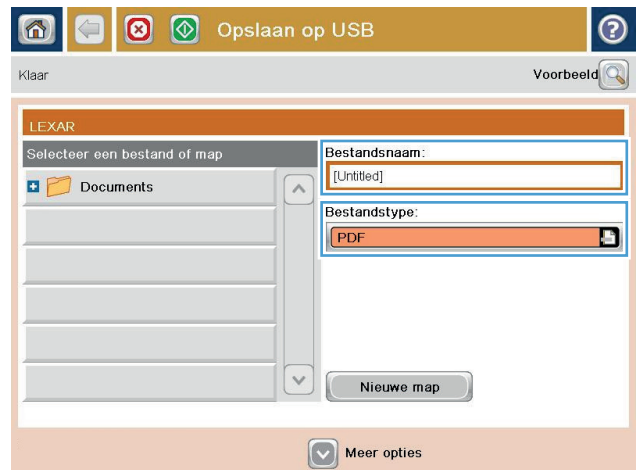 Opslaan op USB
Klaar
Voorbeeld
LEXAR
Selecteer een bestand of map
Documents
Bestandsnaam:
[Untitled]
Bestandstype:
PDF
Nieuwe map
Meer opties